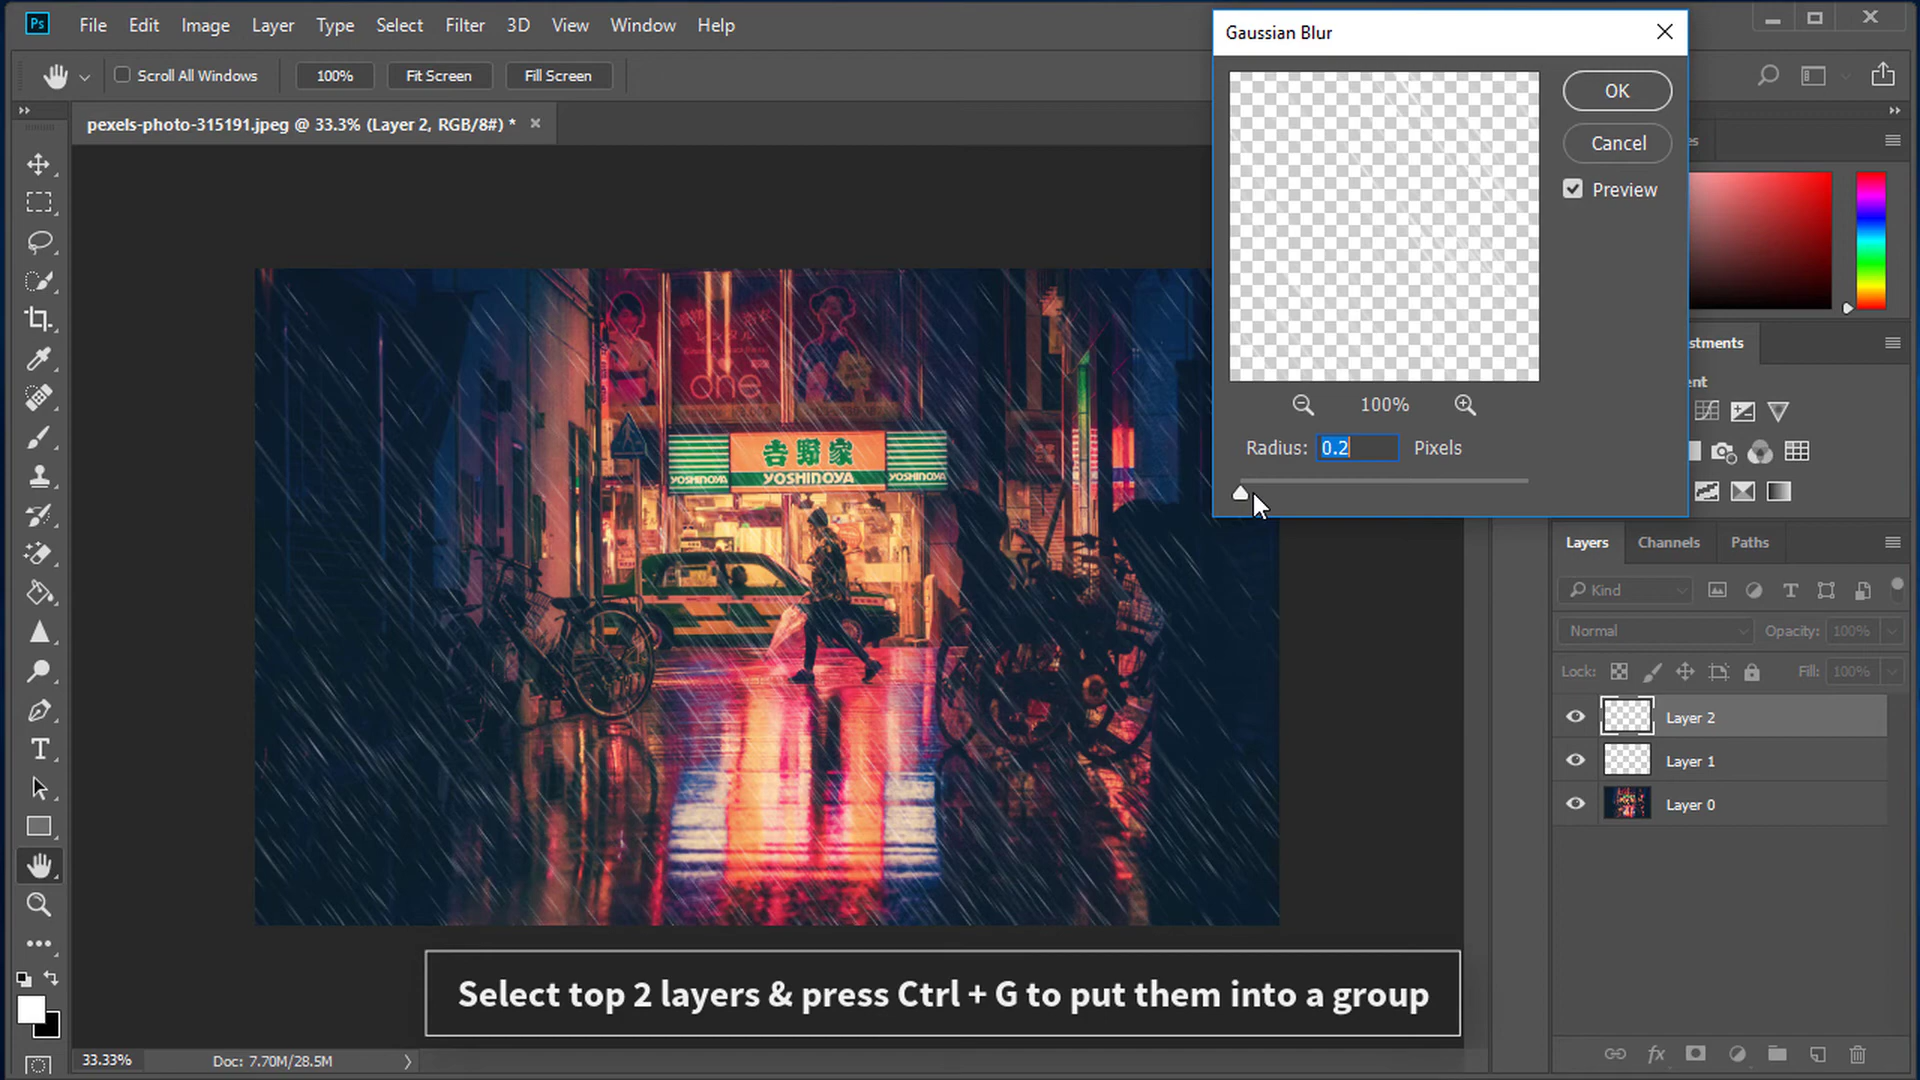 Ps
File Edit Image Layer Type Select Filter 3D View Window Help
Gaussian Blur
Scroll All Windows 100% Fit Screen Fill Screen
OK
Cancel
Preview
pexels-photo-315191.jpeg @ 33.3% (Layer 2, RGB/8#) *
one
吉野家
YOSHINOYA YOSHINOYA YOSHINOYA
100%
Radius: 0.2 Pixels
es
stments
ent
Layers Channels Paths
Kind
Normal Opacity: 100%
Lock: Fill: 100%
Layer 2
Layer 1
Layer 0
T
Select top 2 layers & press Ctrl + G to put them into a group
33.33% Doc: 7.70M/28.5M
fx